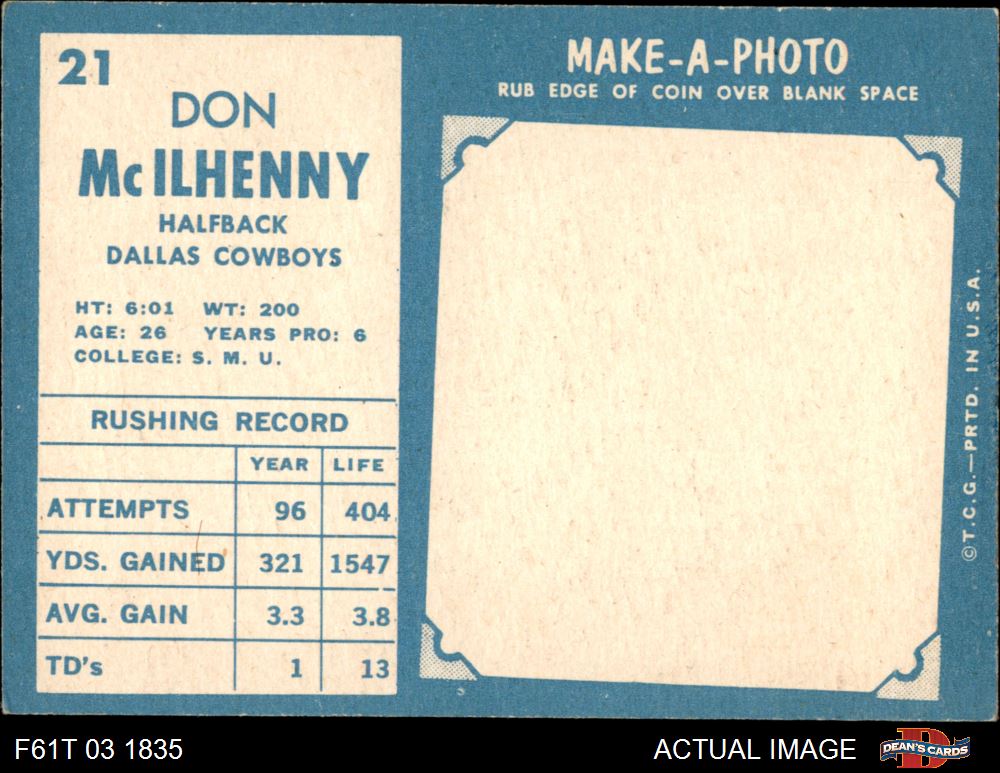 21
DON
McILHENNY
HALFBACK
DALLAS COWBOYS
HT: 6:01 WT: 200
AGE: 26 YEARS PRO: 6
COLLEGE: S. M. U.
RUSHING RECORD
YEAR LIFE
ATTEMPTS 96 404
YDS. GAINED 321 1547
AVG. GAIN 3.3 3.8
TD's 1 13
MAKE-A-PHOTO
RUB EDGE OF COIN OVER BLANK SPACE
©T.C.G.—PRTD. IN U.S.A.
F61T 03 1835
ACTUAL IMAGE
DEAN'S CARDS